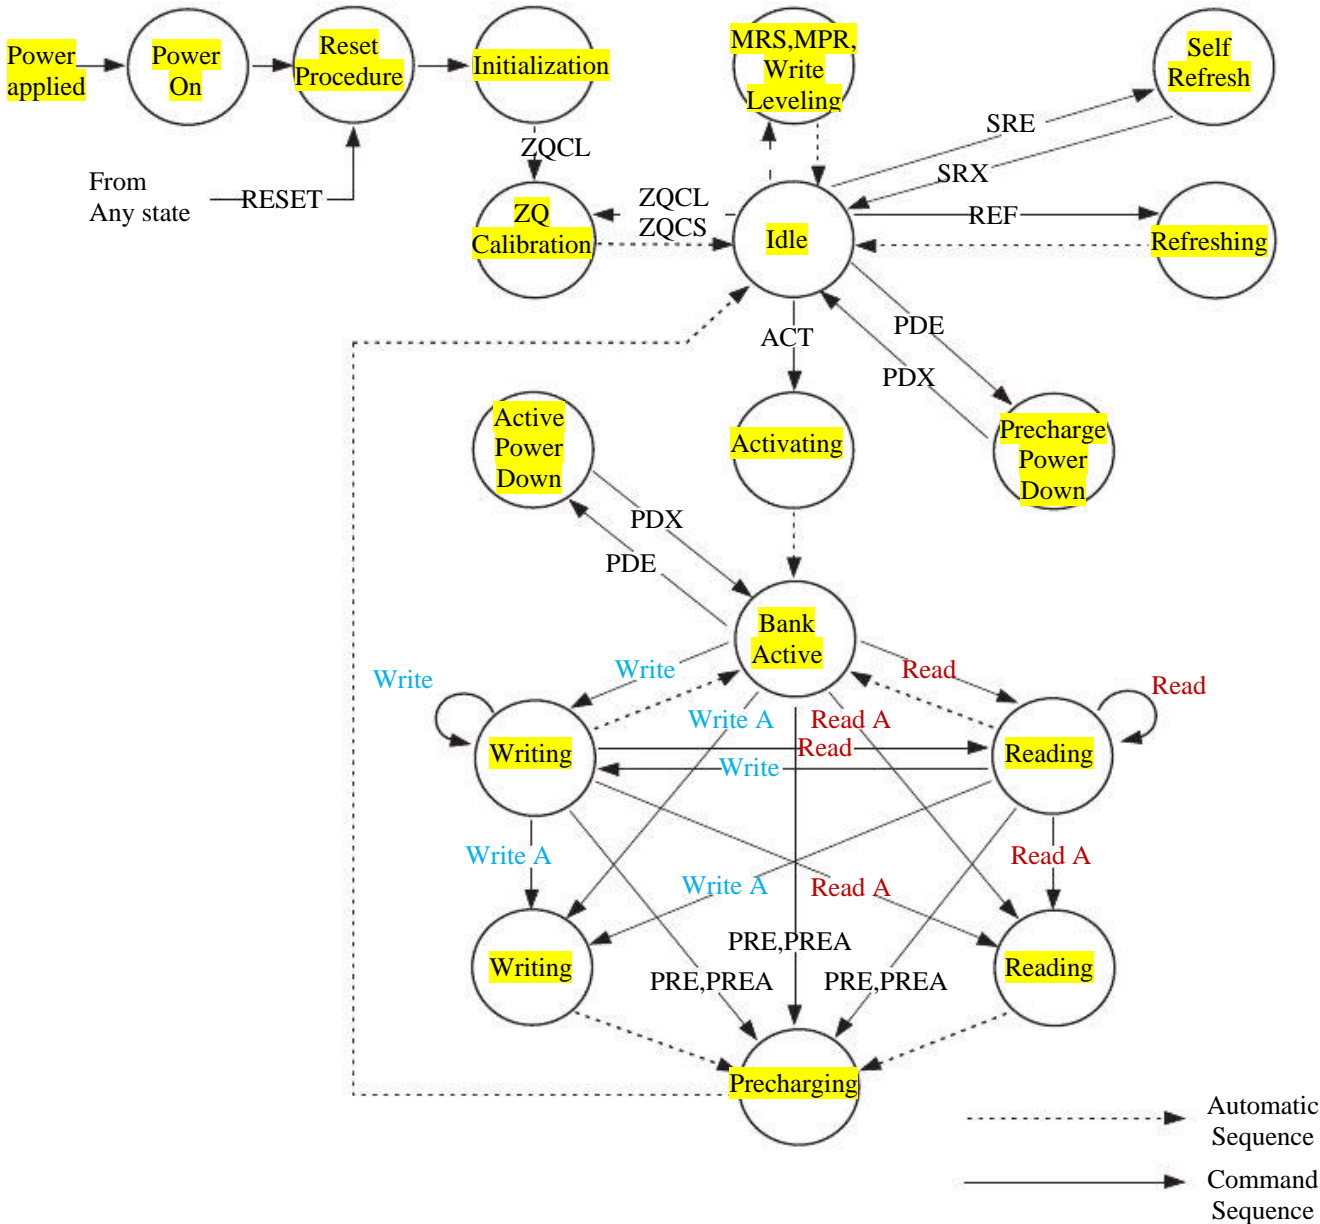 Power
applied
Power
On
Reset
Procedure
Initialization
MRS,MPR,
Write
Leveling
Self
Refresh
SRE
SRX
ZQCL
From
Any state
RESET
ZQ
Calibration
ZQCL
ZQCS
Idle
REF
Refreshing
ACT
PDE
PDX
Active
Power
Down
Activating
Precharge
Power
Down
PDX
PDE
Bank
Active
Write
Write
Read
Read
Write A
Read A
Writing
Read
Write
Reading
Write A
Write A
Read A
Read A
Writing
PRE,PREA
PRE,PREA
PRE,PREA
Reading
Precharging
Automatic
Sequence
Command
Sequence